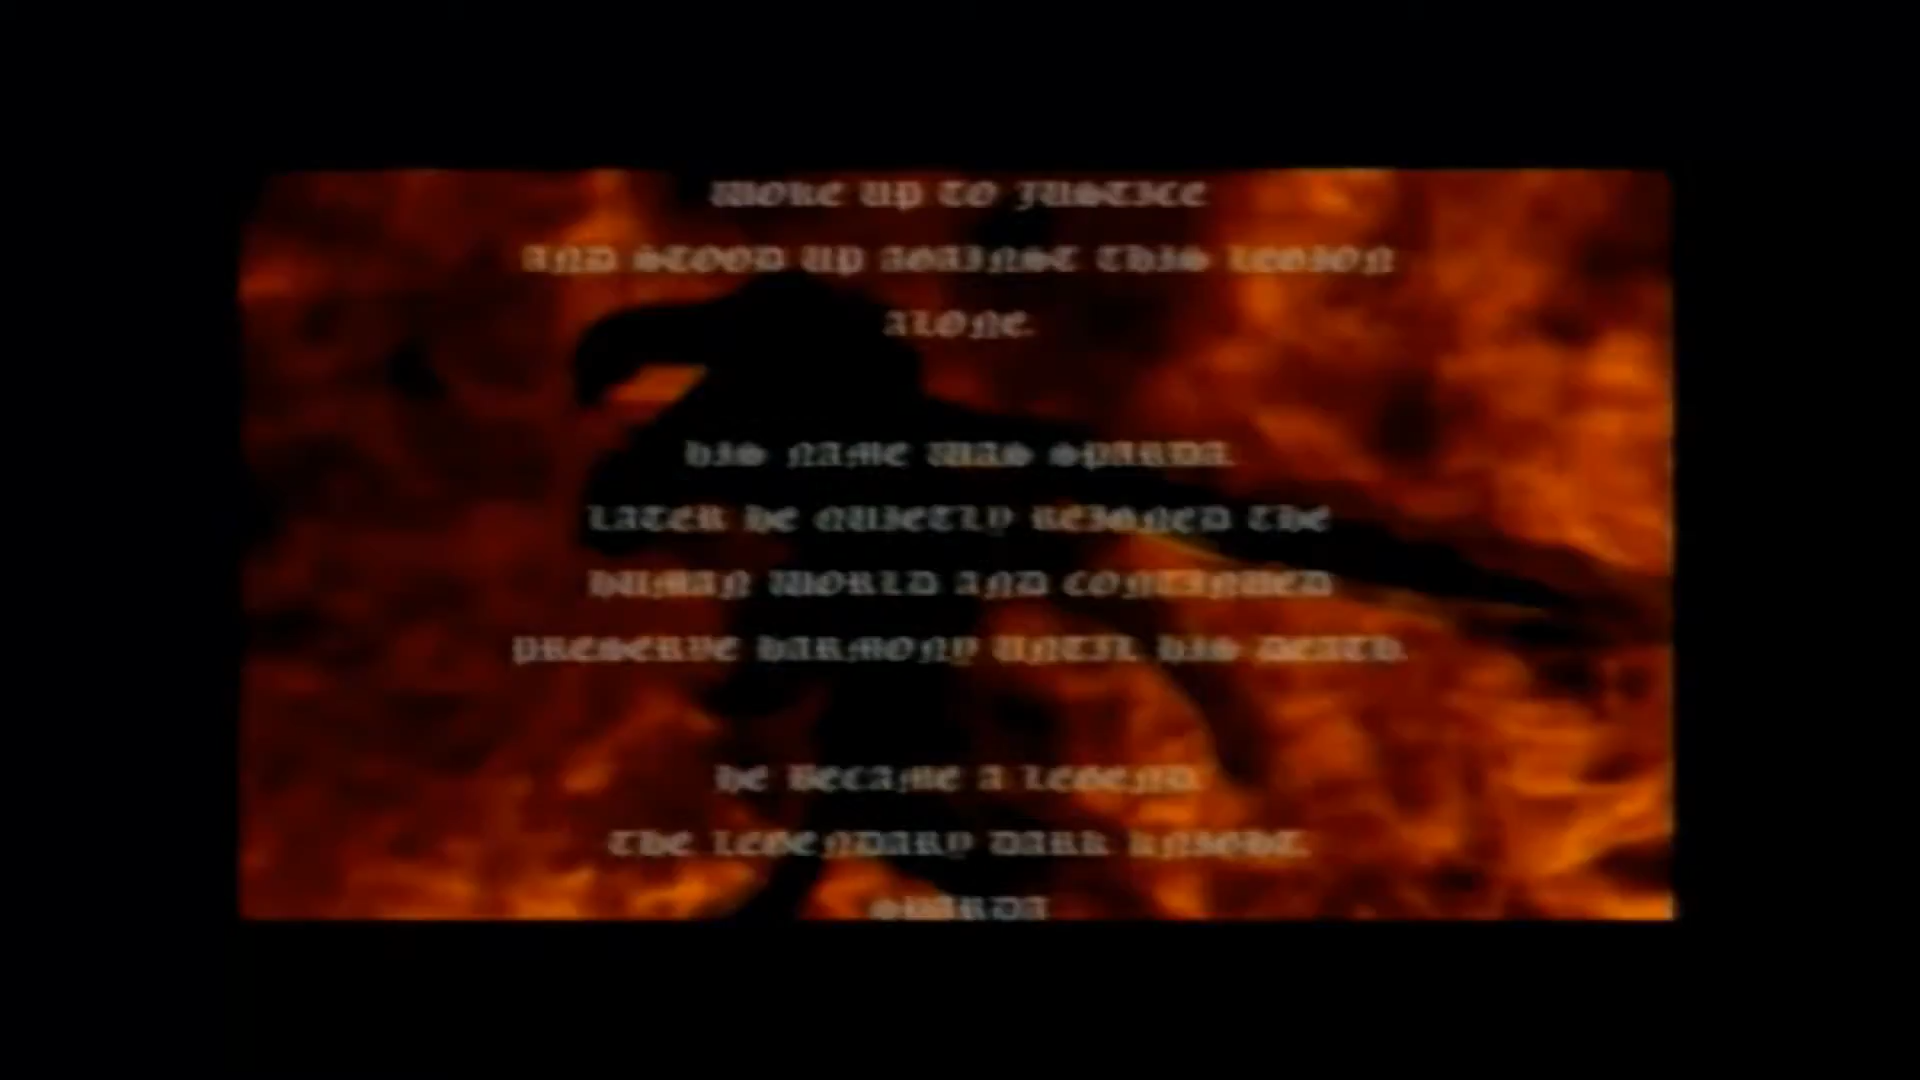 WOKE UP TO JUSTICE
AND STOOD UP AGAINST THIS LEGION
ALONE.
HIS NAME WAS SPARDA.
LATER HE QUIETLY REIGNED THE
HUMAN WORLD AND CONTINUED
PRESERVE HARMONY UNTIL HIS DEATH.
HE BECAME A LEGEND.
THE LEGENDARY DARK KNIGHT.
SPARDA